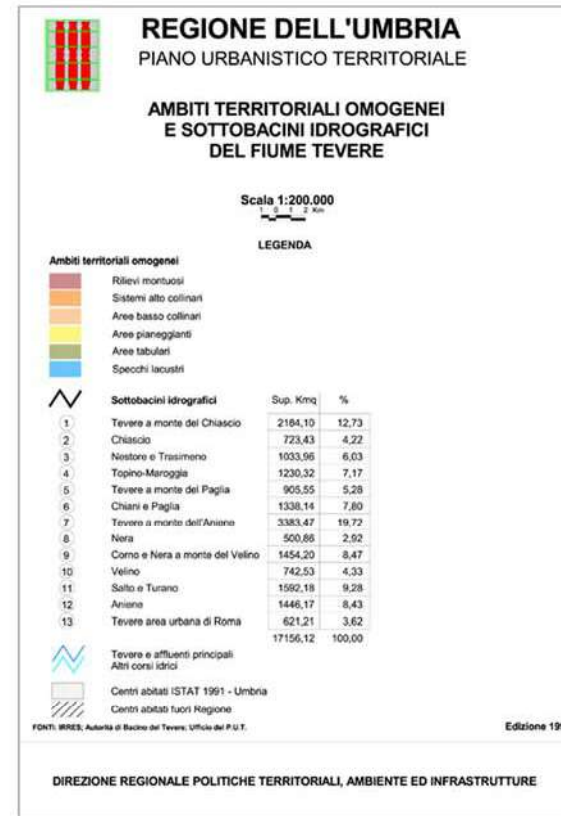 REGIONE DELL'UMBRIA
PIANO URBANISTICO TERRITORIALE
AMBITI TERRITORIALI OMOGENEI
E SOTTOBACINI IDROGRAFICI
DEL FIUME TEVERE
Scala 1:200.000
1 0 1 2 Km
LEGENDA
Ambiti territoriali omogenei
Rilievi montuosi
Sistemi alto collinari
Aree basso collinari
Aree pianeggianti
Aree tabulari
Specchi lacustri
Sottobacini idrografici Sup. Kmq %
1 Tevere a monte del Chiascio 2184,10 12,73
2 Chiascio 723,43 4,22
3 Nestore e Trasimeno 1033,96 6,03
4 Topino-Maroggia 1230,32 7,17
5 Tevere a monte del Paglia 905,55 5,28
6 Chiani e Paglia 1338,14 7,80
7 Tevere a monte dell'Aniene 3383,47 19,72
8 Nera 500,86 2,92
9 Corno e Nera a monte del Velino 1454,20 8,47
10 Velino 742,53 4,33
11 Salto e Turano 1592,18 9,28
12 Aniene 1446,17 8,43
13 Tevere area urbana di Roma 621,21 3,62
17156,12 100,00
Tevere e affluenti principali
Altri corsi idrici
Centri abitati ISTAT 1991 - Umbria
Centri abitati fuori Regione
FONTI: IRRES; Autorità di Bacino del Tevere; Ufficio del P.U.T. Edizione 199
DIREZIONE REGIONALE POLITICHE TERRITORIALI, AMBIENTE ED INFRASTRUTTURE